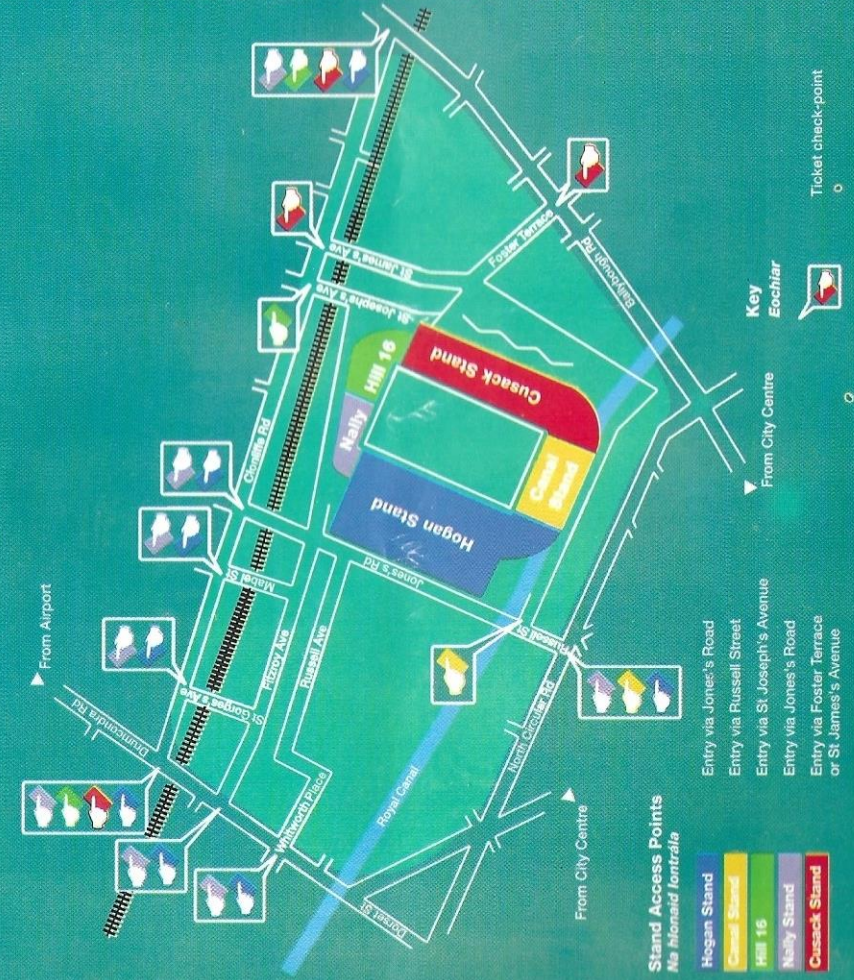 From Airport
Drumcondra Rd
St Gorge's Ave
Mabel St
Clonliffe Rd
St Joseph's Ave
St James's Ave
Fitzroy Ave
Russell Ave
Whitworth Place
Jones's Rd
Nally
Hill 16
Hogan Stand
Cusack Stand
Canal
Stand
Foster Terrace
Ballybough Rd
Royal Canal
Russell St
North Circular Rd
Dorset St
From City Centre
From City Centre
Key
Eochiar
Ticket check-point
Stand Access Points
Na hIonaid Iontrála
Hogan Stand
Entry via Jones's Road
Canal Stand
Entry via Russell Street
Hill 16
Entry via St Joseph's Avenue
Nally Stand
Entry via Jones's Road
Cusack Stand
Entry via Foster Terrace
or St James's Avenue